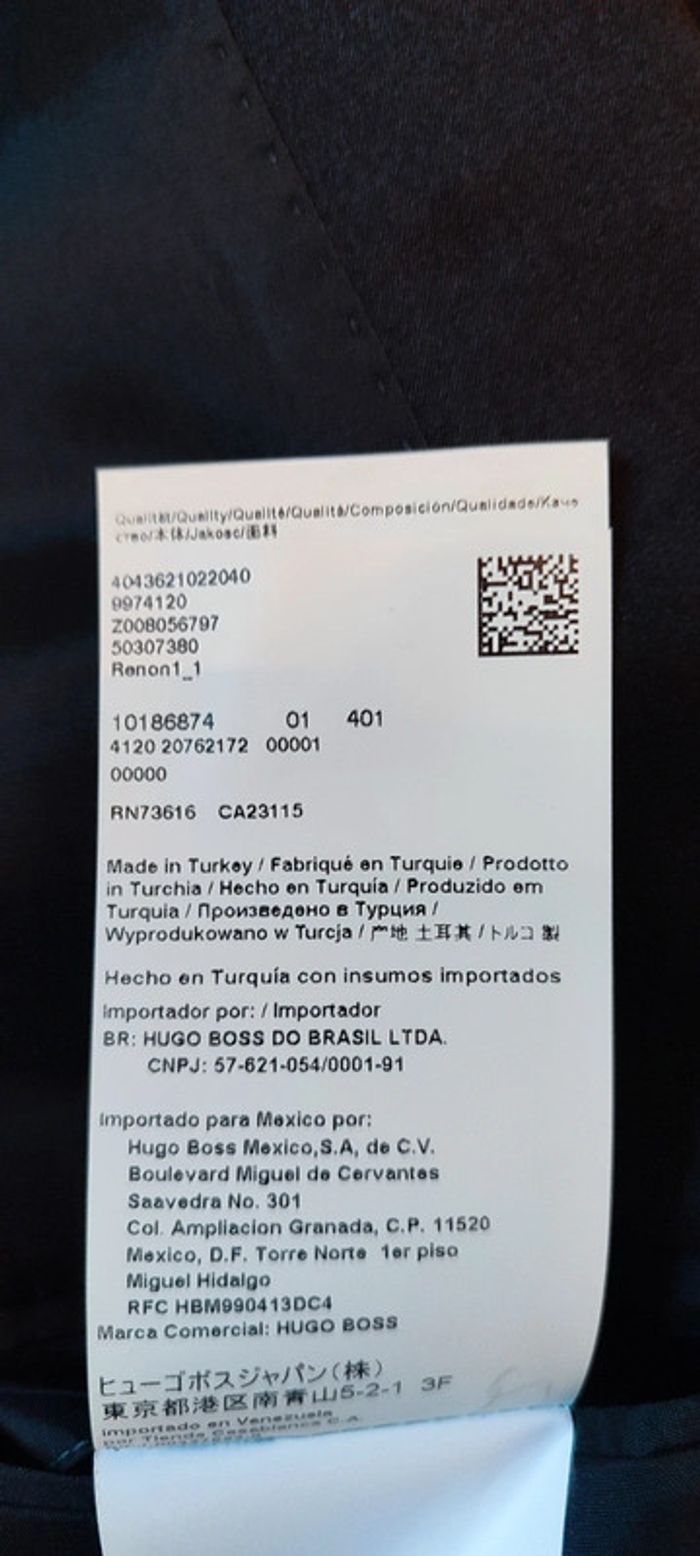 Qualität/Quality/Qualité/Qualità/Composición/Qualidade/Каче
ство/本体/Jakosc/面料
4043621022040
9974120
Z008056797
50307380
Renon1_1
10186874 01 401
4120 20762172 00001
00000
RN73616 CA23115
Made in Turkey / Fabriqué en Turquie / Prodotto
in Turchia / Hecho en Turquía / Produzido em
Turquia / Произведено в Турция /
Wyprodukowano w Turcja / 产地 土耳其 / トルコ 製
Hecho en Turquía con insumos importados
Importador por: / Importador
BR: HUGO BOSS DO BRASIL LTDA.
CNPJ: 57-621-054/0001-91
Importado para Mexico por:
Hugo Boss Mexico,S.A, de C.V.
Boulevard Miguel de Cervantes
Saavedra No. 301
Col. Ampliacion Granada, C.P. 11520
Mexico, D.F. Torre Norte 1er piso
Miguel Hidalgo
RFC HBM990413DC4
Marca Comercial: HUGO BOSS
ヒューゴボスジャパン(株)
東京都港区南青山5-2-1 3F
Importado en Venezuela
por Tienda Casablanca C.A.